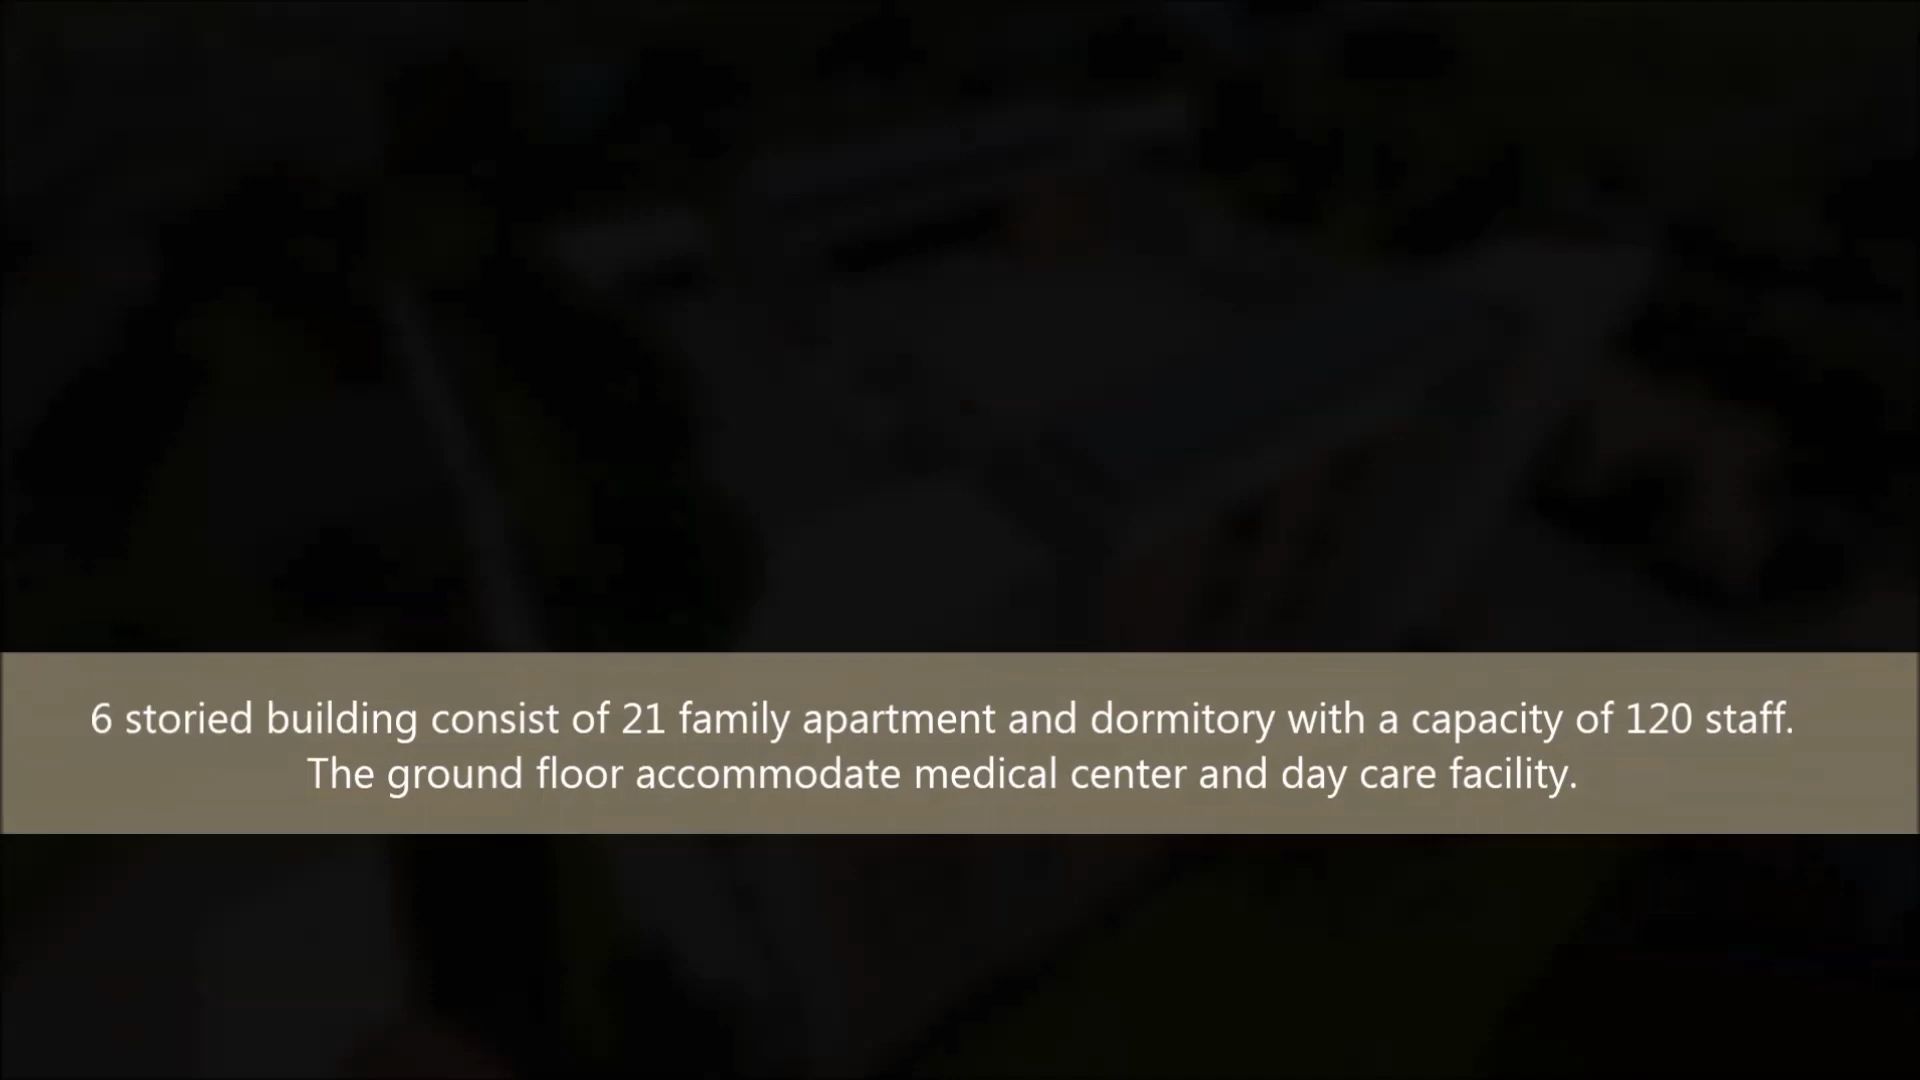 6 storied building consist of 21 family apartment and dormitory with a capacity of 120 staff.
The ground floor accommodate medical center and day care facility.